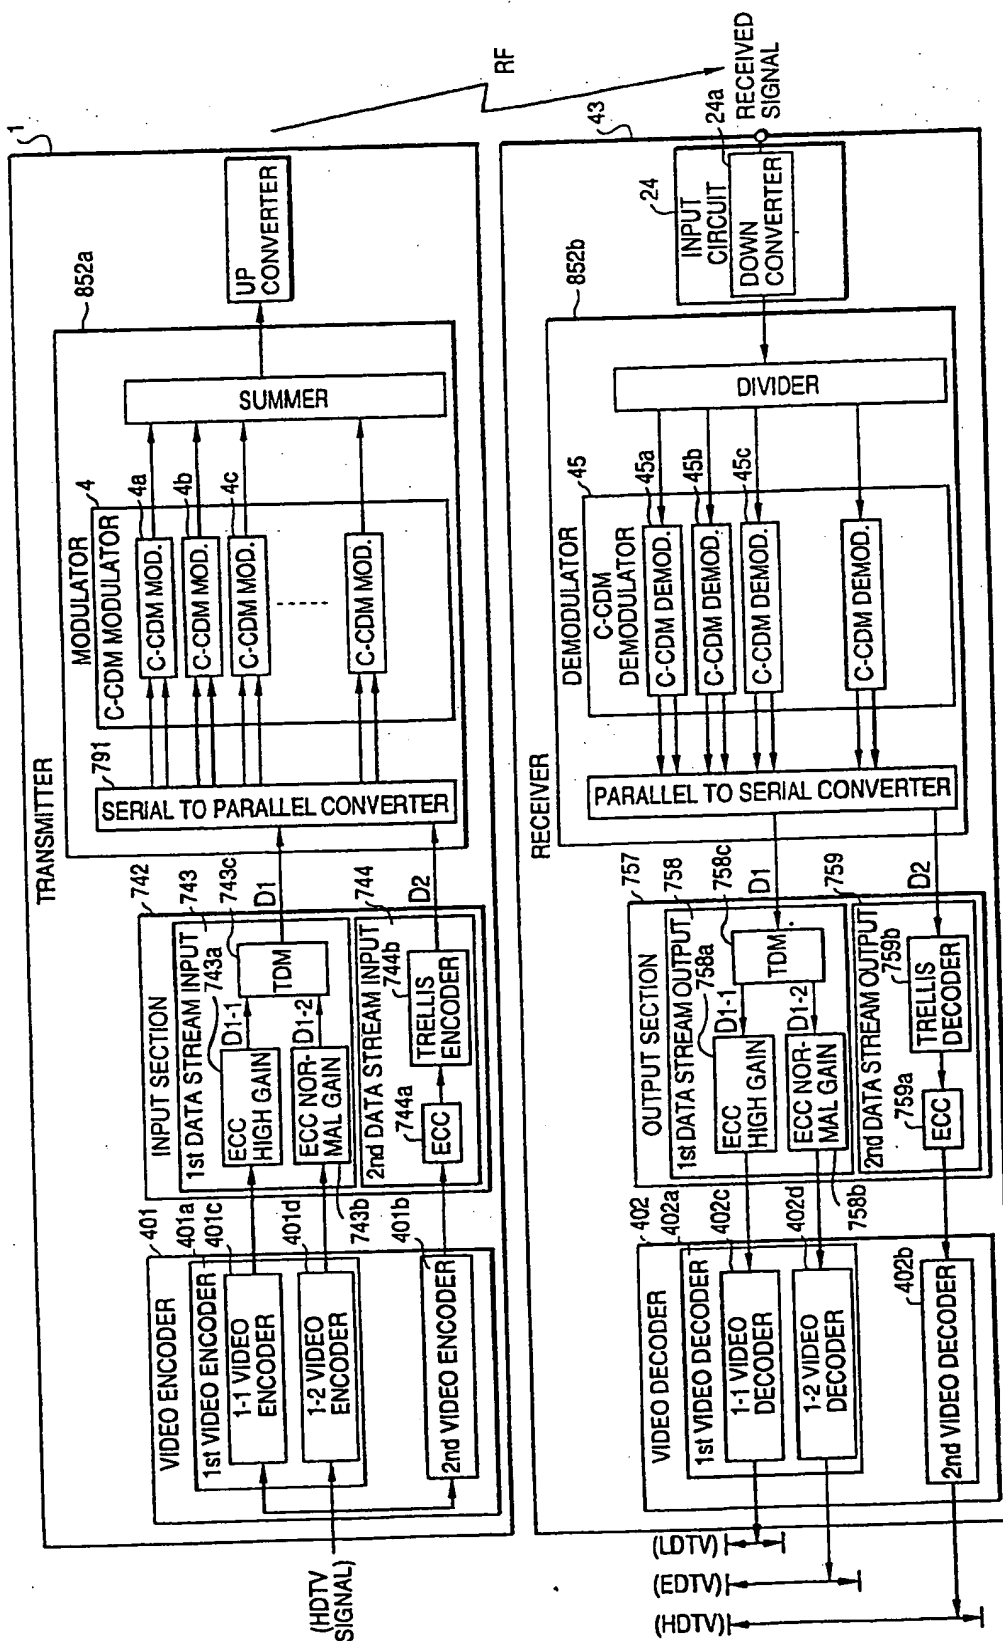 TRANSMITTER
1
(HDTV
SIGNAL)
VIDEO ENCODER
401
1st VIDEO ENCODER
401a
401c
1-1 VIDEO
ENCODER
401d
1-2 VIDEO
ENCODER
401b
2nd VIDEO ENCODER
INPUT SECTION
742
1st DATA STREAM INPUT
743
743a
743c
ECC
HIGH GAIN
D1-1
TDM
ECC NOR-
MAL GAIN
D1-2
743b
D1
2nd DATA STREAM INPUT
744
744a
744b
ECC
TRELLIS
ENCODER
D2
MODULATOR
852a
791
SERIAL TO PARALLEL CONVERTER
C-CDM MODULATOR
4
4a
C-CDM MOD.
4b
C-CDM MOD.
4c
C-CDM MOD.
C-CDM MOD.
SUMMER
UP
CONVERTER
RF
RECEIVER
43
RECEIVED
SIGNAL
24
INPUT
CIRCUIT
24a
DOWN
CONVERTER
852b
DIVIDER
DEMODULATOR
45
C-CDM
DEMODULATOR
45a
C-CDM DEMOD.
45b
C-CDM DEMOD.
45c
C-CDM DEMOD.
C-CDM DEMOD.
PARALLEL TO SERIAL CONVERTER
D1
D2
OUTPUT SECTION
757
1st DATA STREAM OUTPUT
758
758a
758c
ECC
HIGH GAIN
D1-1
TDM
ECC NOR-
MAL GAIN
D1-2
758b
2nd DATA STREAM OUTPUT
759
759a
759b
ECC
TRELLIS
DECODER
VIDEO DECODER
402
1st VIDEO DECODER
402a
402c
1-1 VIDEO
DECODER
402d
1-2 VIDEO
DECODER
402b
2nd VIDEO DECODER
(LDTV)
(EDTV)
(HDTV)